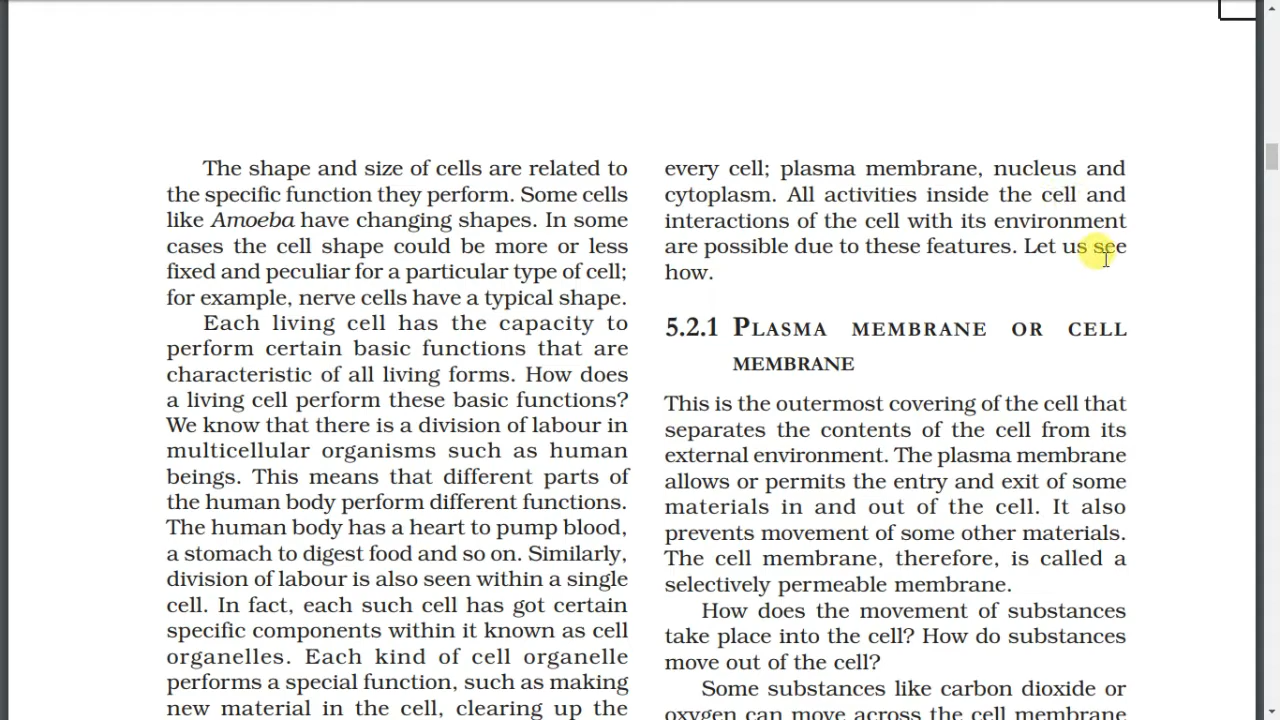 The shape and size of cells are related to
the specific function they perform. Some cells
like Amoeba have changing shapes. In some
cases the cell shape could be more or less
fixed and peculiar for a particular type of cell;
for example, nerve cells have a typical shape.
Each living cell has the capacity to
perform certain basic functions that are
characteristic of all living forms. How does
a living cell perform these basic functions?
We know that there is a division of labour in
multicellular organisms such as human
beings. This means that different parts of
the human body perform different functions.
The human body has a heart to pump blood,
a stomach to digest food and so on. Similarly,
division of labour is also seen within a single
cell. In fact, each such cell has got certain
specific components within it known as cell
organelles. Each kind of cell organelle
performs a special function, such as making
new material in the cell, clearing up the
every cell; plasma membrane, nucleus and
cytoplasm. All activities inside the cell and
interactions of the cell with its environment
are possible due to these features. Let us see
how.
5.2.1 PLASMA MEMBRANE OR CELL
MEMBRANE
This is the outermost covering of the cell that
separates the contents of the cell from its
external environment. The plasma membrane
allows or permits the entry and exit of some
materials in and out of the cell. It also
prevents movement of some other materials.
The cell membrane, therefore, is called a
selectively permeable membrane.
How does the movement of substances
take place into the cell? How do substances
move out of the cell?
Some substances like carbon dioxide or
oxygen can move across the cell membrane